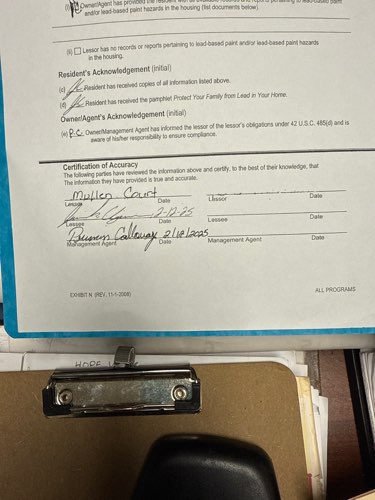 (i) Owner/Agent has provided the resident with all available records and reports pertaining to lead-based paint
and/or lead-based paint hazards in the housing (list documents below).
(ii) Lessor has no records or reports pertaining to lead-based paint and/or lead-based paint hazards
in the housing.
Resident's Acknowledgement (initial)
(c) Resident has received copies of all information listed above.
(d) Resident has received the pamphlet Protect Your Family from Lead in Your Home.
Owner/Agent's Acknowledgement (initial)
(e) P.C. Owner/Management Agent has informed the lessor of the lessor's obligations under 42 U.S.C. 485(d) and is
aware of his/her responsibility to ensure compliance.
Certification of Accuracy
The following parties have reviewed the information above and certify, to the best of their knowledge, that
The information they have provided is true and accurate.
Mullen Court
Lessor Date Lessor Date
2-12-25
Lessee Date Lessee Date
Calloway 2/18/2025
Management Agent Date Management Agent Date
EXHIBIT N (REV. 11-1-2008) ALL PROGRAMS
HOPE